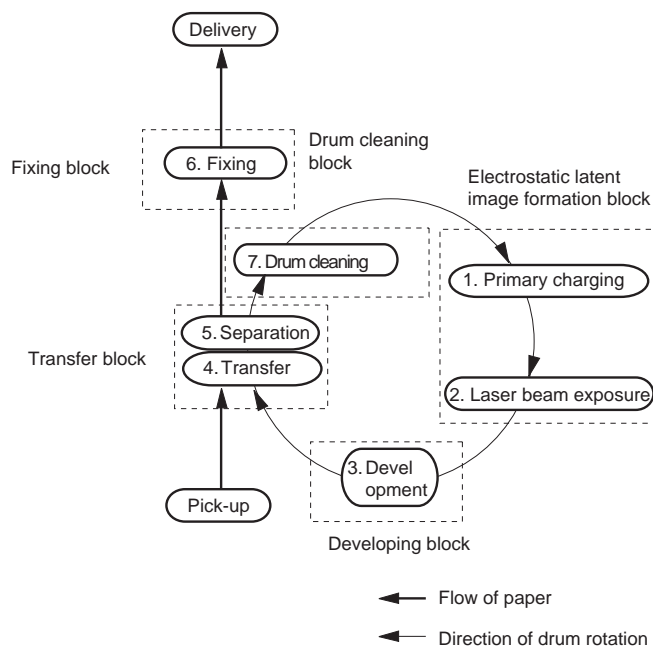 Delivery
Drum cleaning
block
Fixing block
6. Fixing
Electrostatic latent
image formation block
7. Drum cleaning
1. Primary charging
5. Separation
Transfer block
4. Transfer
2. Laser beam exposure
3. Devel
opment
Pick-up
Developing block
Flow of paper
Direction of drum rotation